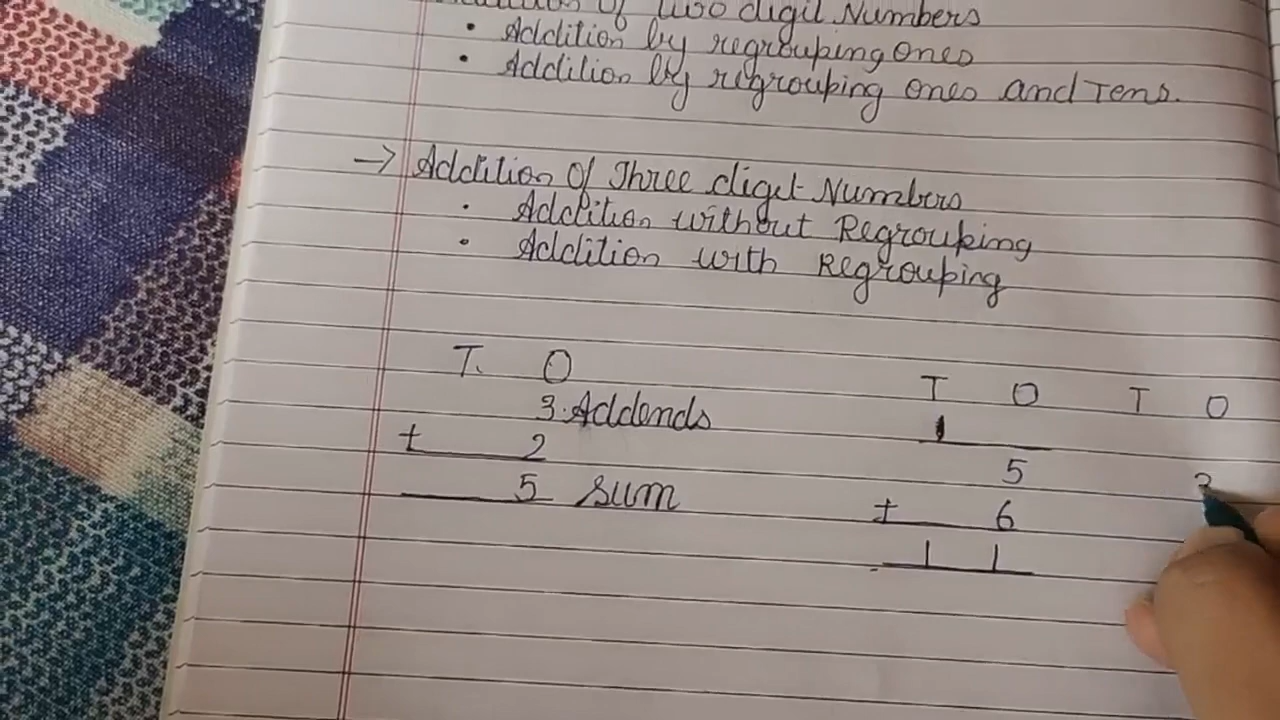 of two digit Numbers
• Addition by regrouping ones
• Addition by regrouping ones and Tens.
→ Addition Of Three digit Numbers
• Addition without Regrouping
• Addition with Regrouping
T. O
3 Addends
+ 2
5 sum
T O
1
5
+ 6
1 1
T O